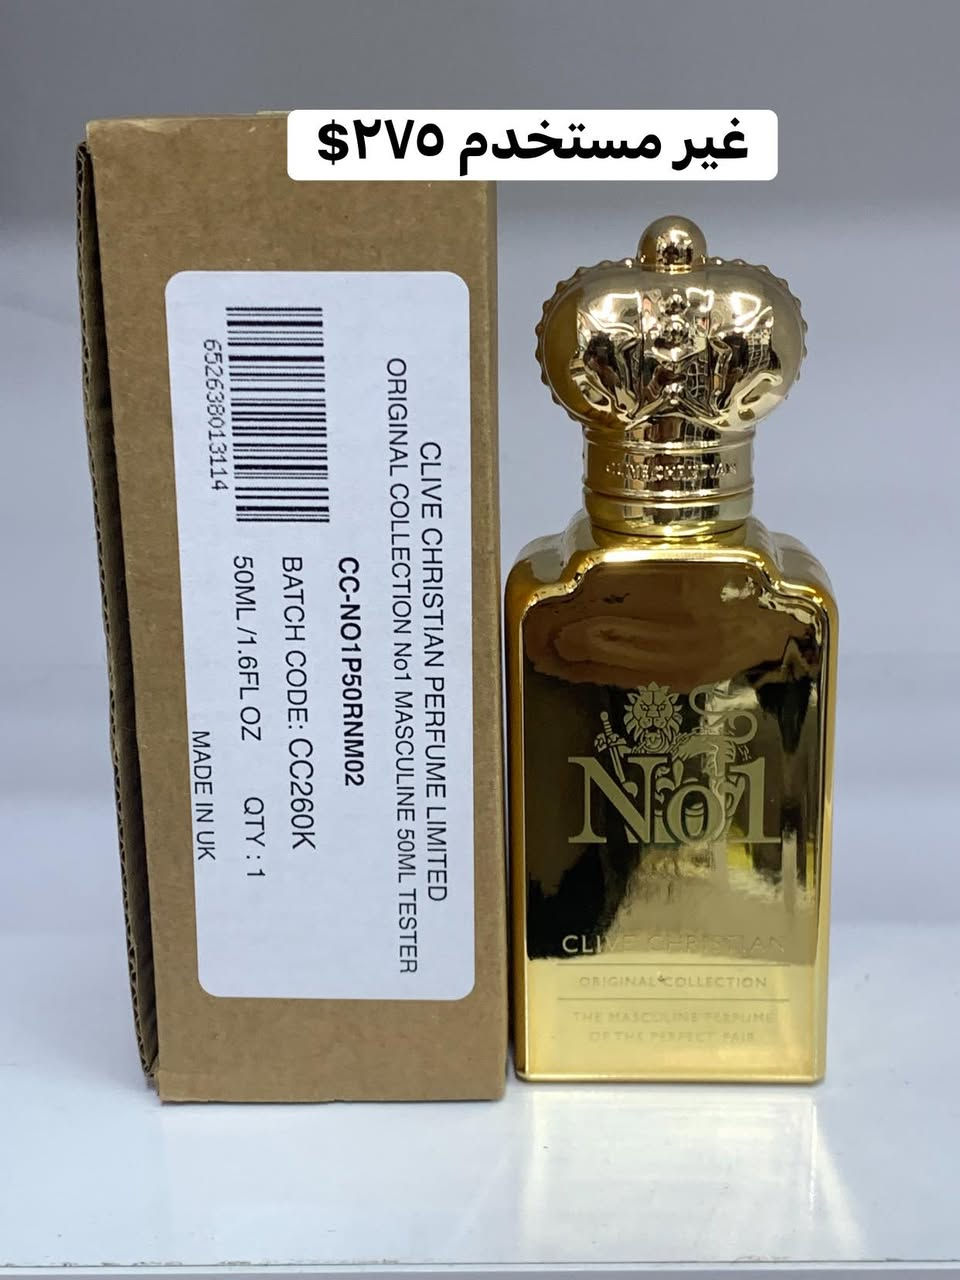 غير مستخدم ٢٧٥$
CLIVE CHRISTIAN PERFUME LIMITED
ORIGINAL COLLECTION No1 MASCULINE 50ML TESTER
CC-NO1P50RNM02
BATCH CODE: CC260K
50ML /1.6FL OZ QTY : 1
MADE IN UK
652638013114
CLIVE CHRISTIAN
No1
CLIVE CHRISTIAN
ORIGINAL COLLECTION
THE MASCULINE PERFUME
OF THE PERFECT PAIR